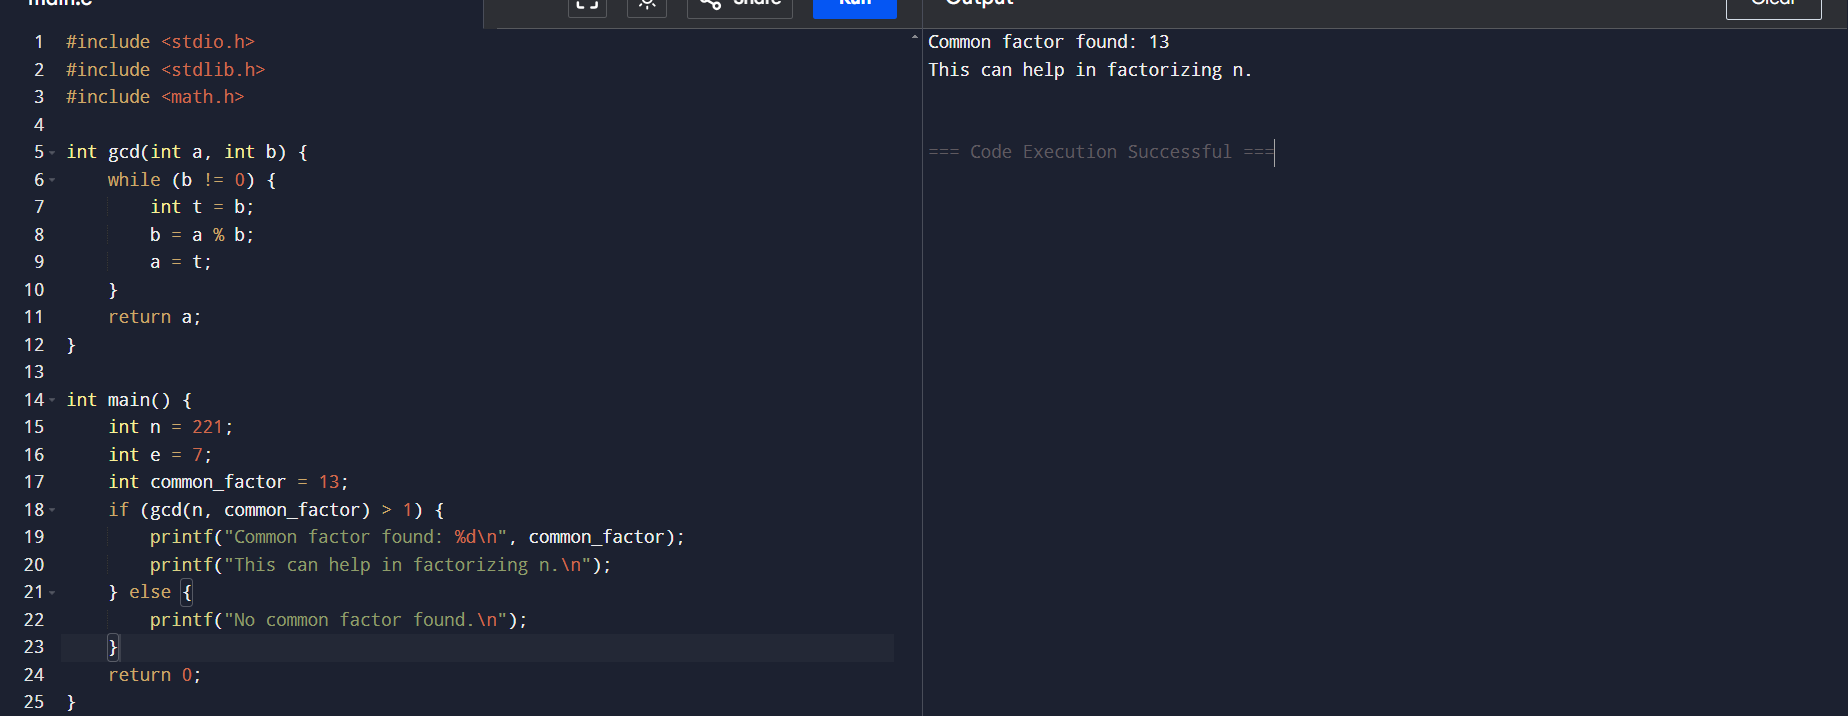 main.c
Share
Run
Output
Clear
1 #include <stdio.h>
2 #include <stdlib.h>
3 #include <math.h>
4
5 int gcd(int a, int b) {
6     while (b != 0) {
7         int t = b;
8         b = a % b;
9         a = t;
10     }
11     return a;
12 }
13
14 int main() {
15     int n = 221;
16     int e = 7;
17     int common_factor = 13;
18     if (gcd(n, common_factor) > 1) {
19         printf("Common factor found: %d\n", common_factor);
20         printf("This can help in factorizing n.\n");
21     } else {
22         printf("No common factor found.\n");
23     }
24     return 0;
25 }
Common factor found: 13
This can help in factorizing n.
=== Code Execution Successful ===